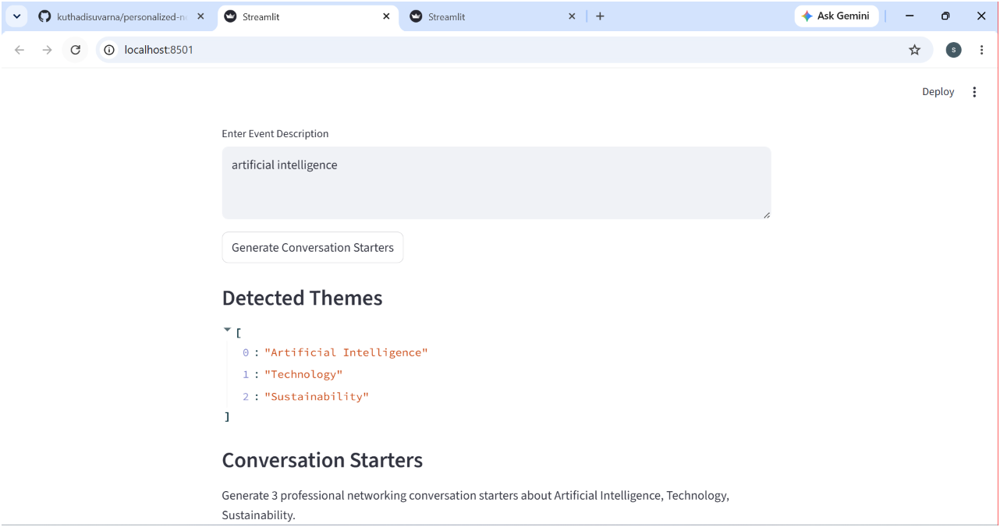 kuthadisuvarna/personalized-n
Streamlit
Streamlit
Ask Gemini
localhost:8501
s
Deploy
Enter Event Description
artificial intelligence
Generate Conversation Starters
Detected Themes
[
0 : "Artificial Intelligence"
1 : "Technology"
2 : "Sustainability"
]
Conversation Starters
Generate 3 professional networking conversation starters about Artificial Intelligence, Technology,
Sustainability.